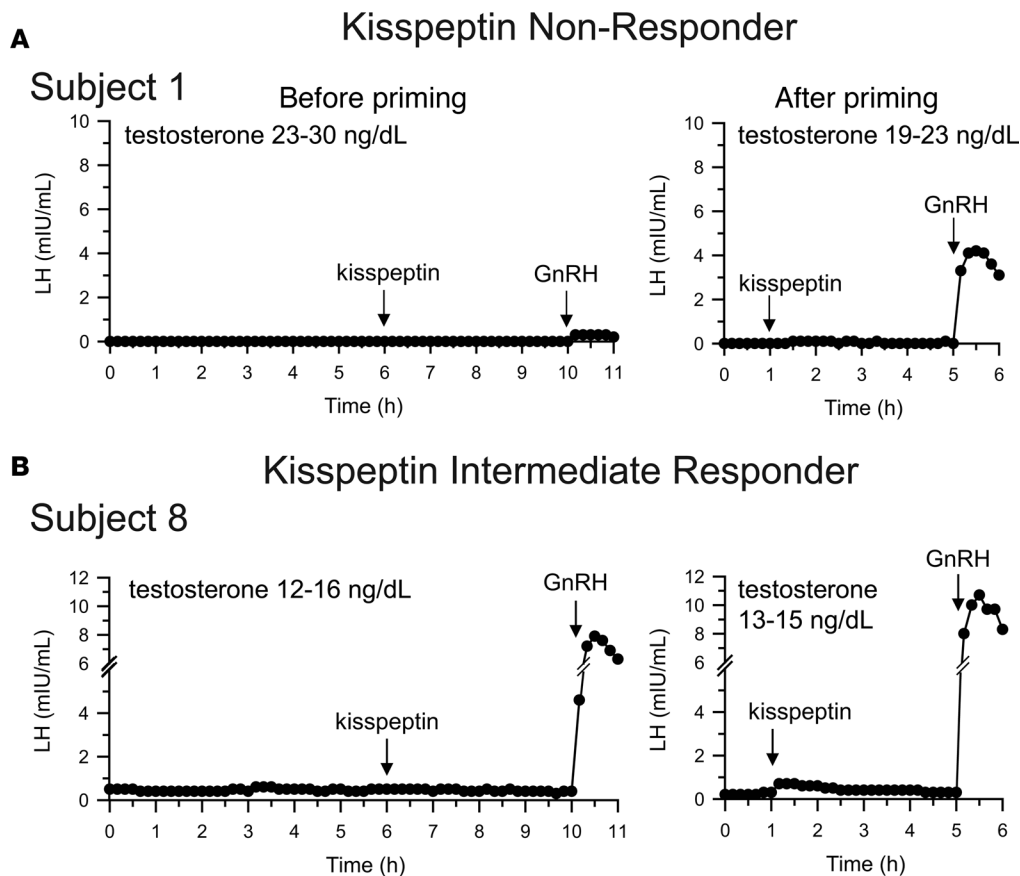 A
Kisspeptin Non-Responder
Subject 1
Before priming
After priming
testosterone 23-30 ng/dL
LH (mIU/mL)
10
8
6
4
2
0
kisspeptin
GnRH
0 1 2 3 4 5 6 7 8 9 10 11
Time (h)
testosterone 19-23 ng/dL
LH (mIU/mL)
10
8
6
4
2
0
kisspeptin
GnRH
0 1 2 3 4 5 6
Time (h)
B
Kisspeptin Intermediate Responder
Subject 8
testosterone 12-16 ng/dL
LH (mIU/mL)
12
10
8
6
4
2
0
kisspeptin
GnRH
0 1 2 3 4 5 6 7 8 9 10 11
Time (h)
testosterone
13-15 ng/dL
LH (mIU/mL)
12
10
8
6
4
2
0
kisspeptin
GnRH
0 1 2 3 4 5 6
Time (h)